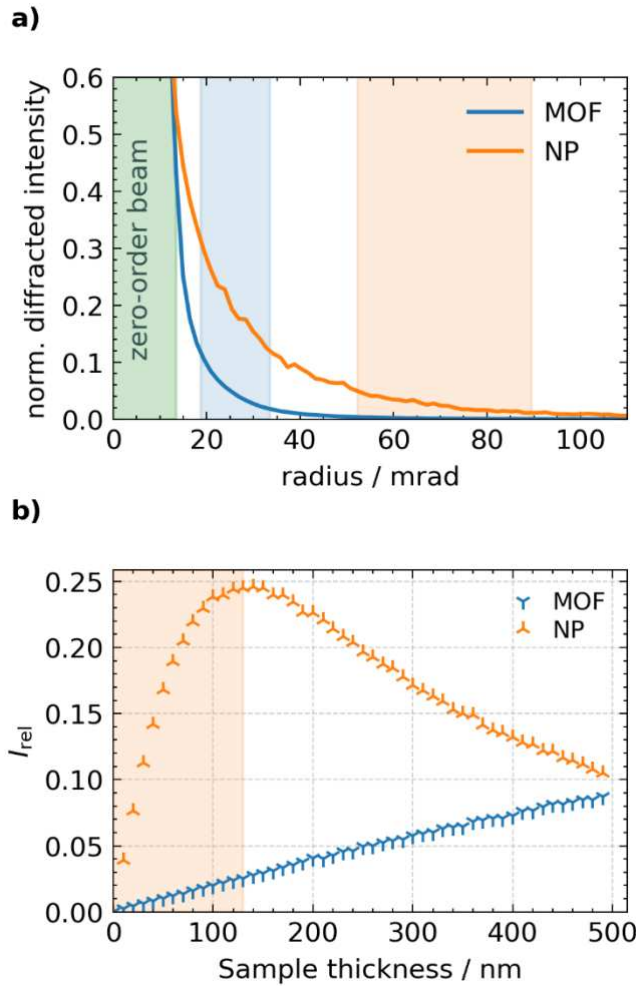 a)
0.6
0.5
0.4
0.3
0.2
0.1
0.0
norm. diffracted intensity
zero-order beam
MOF
NP
0 20 40 60 80 100
radius / mrad
b)
0.25
0.20
0.15
0.10
0.05
0.00
I_rel
MOF
NP
0 100 200 300 400 500
Sample thickness / nm